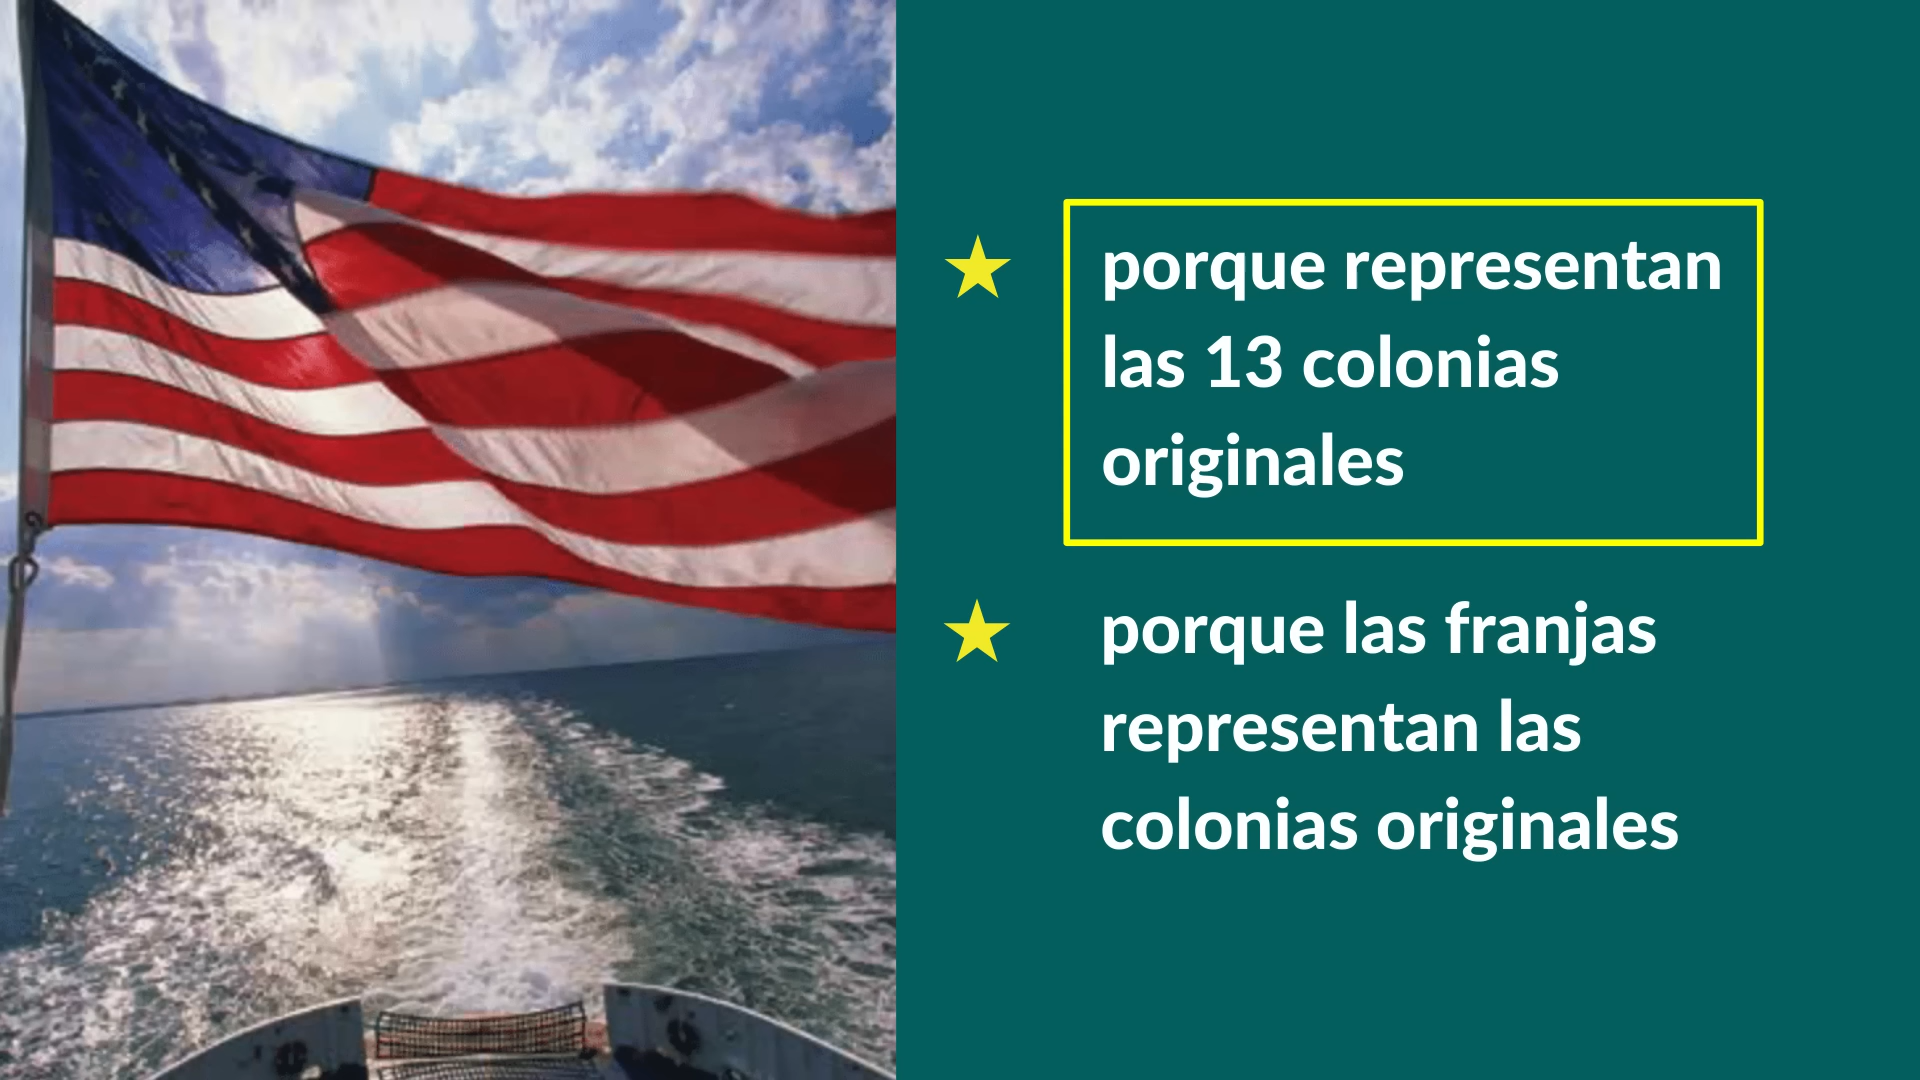 porque representan
las 13 colonias
originales
porque las franjas
representan las
colonias originales